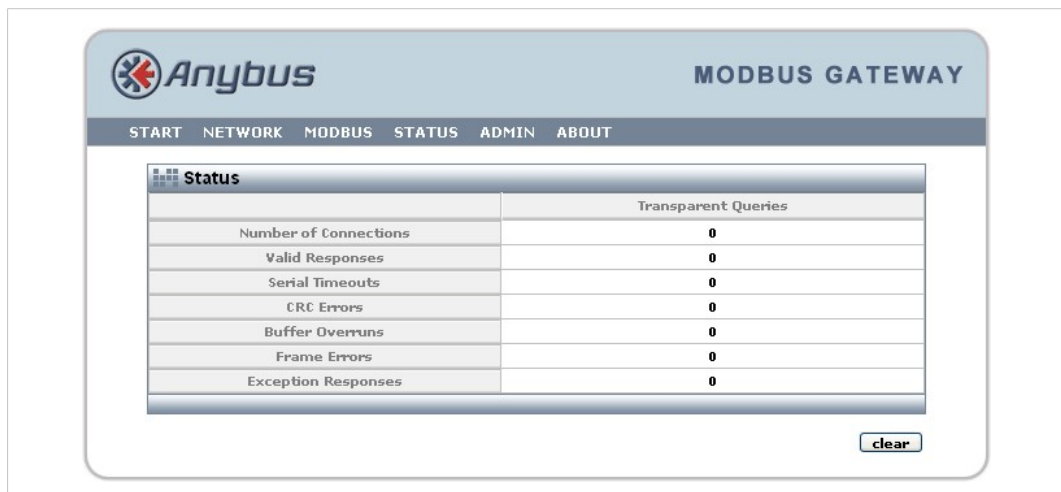 Anybus
MODBUS GATEWAY
START NETWORK MODBUS STATUS ADMIN ABOUT
Status
Transparent Queries
Number of Connections 0
Valid Responses 0
Serial Timeouts 0
CRC Errors 0
Buffer Overruns 0
Frame Errors 0
Exception Responses 0
clear